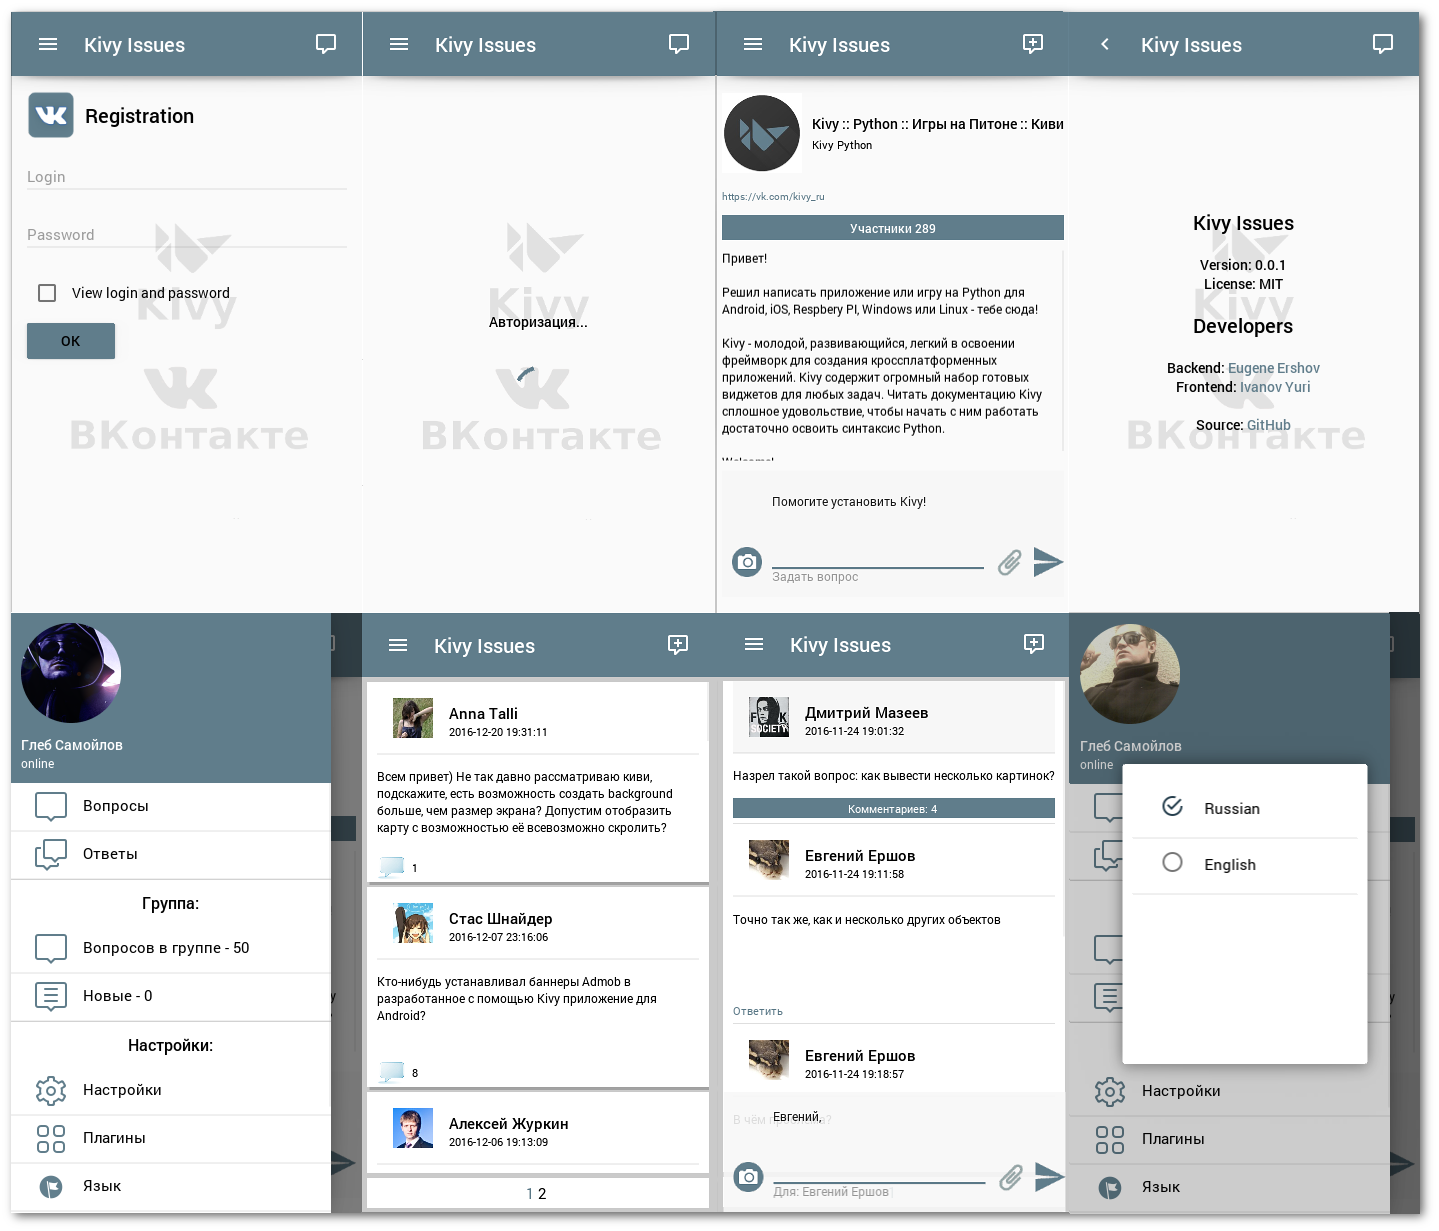 Kivy Issues
Registration
Login
Password
View login and password
OK
Kivy
ВКонтакте
Kivy Issues
Авторизация...
Kivy
ВКонтакте
Kivy Issues
Kivy :: Python :: Игры на Питоне :: Киви
Kivy Python
https://vk.com/kivy_ru
Участники 289
Привет!
Решил написать приложение или игру на Python для
Android, iOS, Respbery PI, Windows или Linux - тебе сюда!
Kivy - молодой, развивающийся, легкий в освоении
фреймворк для создания кроссплатформенных
приложений. Kivy содержит огромный набор готовых
виджетов для любых задач. Читать документацию Kivy
сплошное удовольствие, чтобы начать с ним работать
достаточно освоить синтаксис Python.
Welcome!
Помогите установить Kivy!
Задать вопрос
Kivy Issues
Kivy Issues
Version: 0.0.1
License: MIT
Kivy
Developers
Backend: Eugene Ershov
Frontend: Ivanov Yuri
Source: GitHub
ВКонтакте
Глеб Самойлов
online
Вопросы
Ответы
Группа:
Вопросов в группе - 50
Новые - 0
Настройки:
Настройки
Плагины
Язык
Kivy Issues
Anna Talli
2016-12-20 19:31:11
Всем привет) Не так давно рассматриваю киви,
подскажите, есть возможность создать background
больше, чем размер экрана? Допустим отобразить
карту с возможностью её всевозможно скролить?
1
Стас Шнайдер
2016-12-07 23:16:06
Кто-нибудь устанавливал баннеры Admob в
разработанное с помощью Kivy приложение для
Android?
8
Алексей Журкин
2016-12-06 19:13:09
1 2
Kivy Issues
Дмитрий Мазеев
2016-11-24 19:01:32
Назрел такой вопрос: как вывести несколько картинок?
Комментариев: 4
Евгений Ершов
2016-11-24 19:11:58
Точно так же, как и несколько других объектов
Ответить
Евгений Ершов
2016-11-24 19:18:57
Евгений,
Для: Евгений Ершов
Глеб Самойлов
online
Russian
English
Настройки
Плагины
Язык